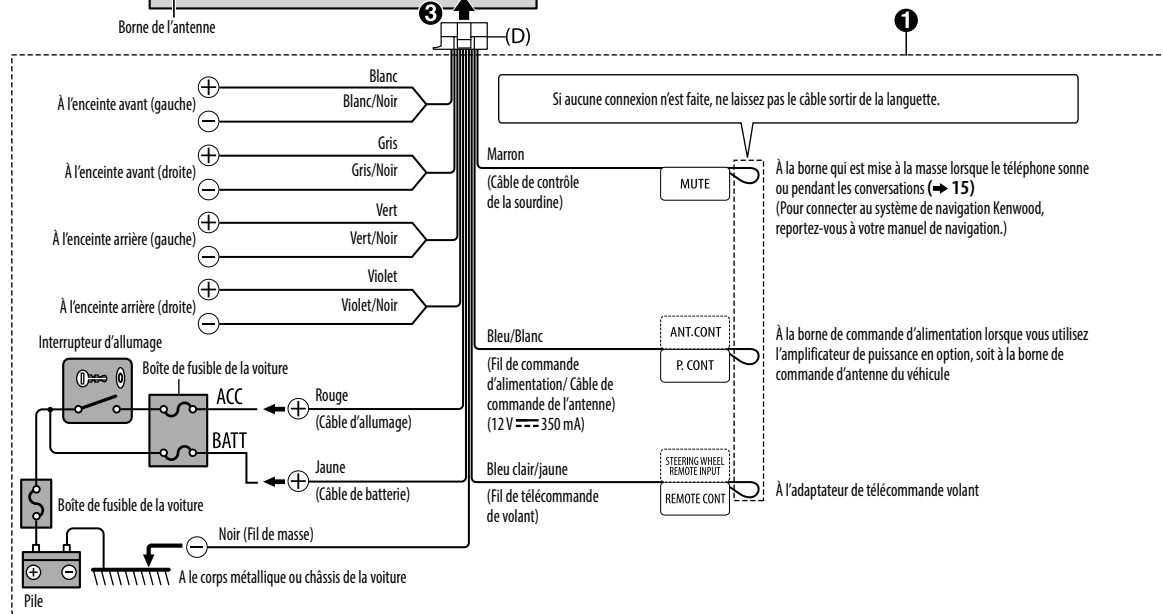 Borne de l'antenne
❸
(D)
❶
Blanc
À l'enceinte avant (gauche)
Blanc/Noir
Gris
À l'enceinte avant (droite)
Gris/Noir
Vert
À l'enceinte arrière (gauche)
Vert/Noir
Violet
À l'enceinte arrière (droite)
Violet/Noir
Si aucune connexion n'est faite, ne laissez pas le câble sortir de la languette.
Marron
(Câble de contrôle
de la sourdine)
MUTE
À la borne qui est mise à la masse lorsque le téléphone sonne
ou pendant les conversations (➡ 15)
(Pour connecter au système de navigation Kenwood,
reportez-vous à votre manuel de navigation.)
Bleu/Blanc
(Fil de commande
d'alimentation/ Câble de
commande de l'antenne)
(12 V ⎓ 350 mA)
ANT.CONT
P. CONT
À la borne de commande d'alimentation lorsque vous utilisez
l'amplificateur de puissance en option, soit à la borne de
commande d'antenne du véhicule
Bleu clair/jaune
(Fil de télécommande
de volant)
STEERING WHEEL
REMOTE INPUT
REMOTE CONT
À l'adaptateur de télécommande volant
Interrupteur d'allumage
Boîte de fusible de la voiture
ACC
Rouge
(Câble d'allumage)
BATT
Jaune
(Câble de batterie)
Boîte de fusible de la voiture
Noir (Fil de masse)
A le corps métallique ou châssis de la voiture
Pile